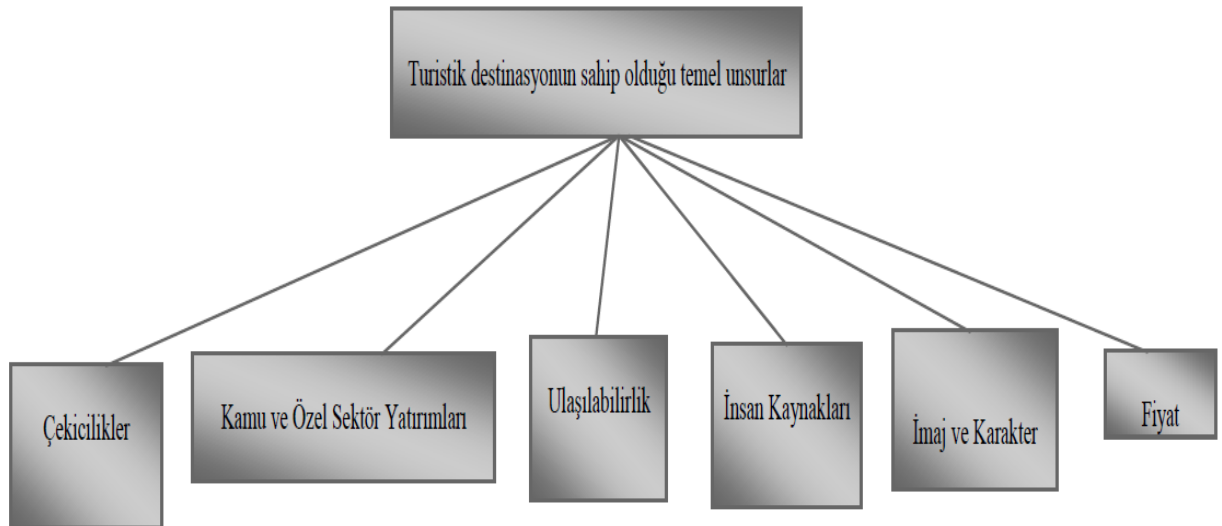 Turistik destinasyonun sahip olduğu temel unsurlar
Çekicilikler
Kamu ve Özel Sektör Yatırımları
Ulaşılabilirlik
İnsan Kaynakları
İmaj ve Karakter
Fiyat